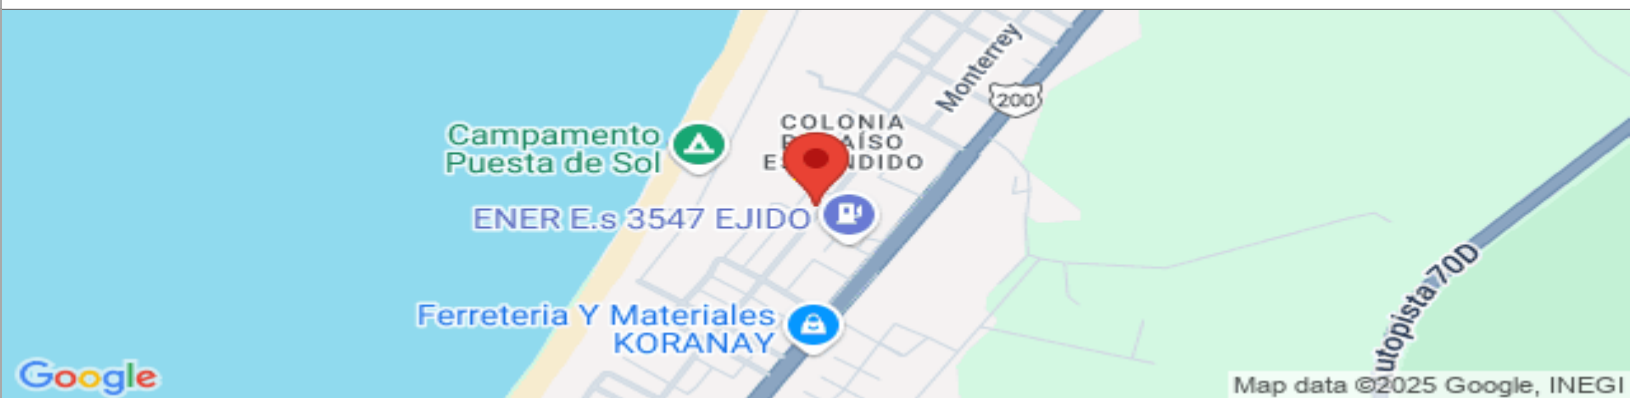 Monterrey
200
COLONIA
Campamento
Puesta de Sol
ENER E.s 3547 EJIDO
Autopista 70D
Ferreteria Y Materiales
KORANAY
Google
Map data ©2025 Google, INEGI